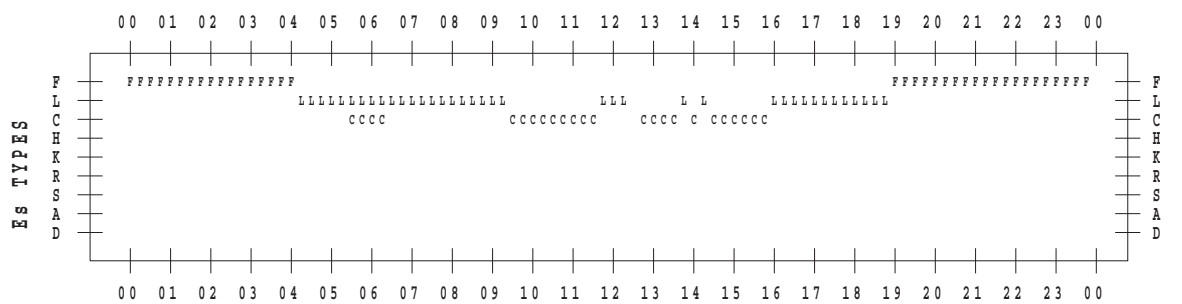 00 01 02 03 04 05 06 07 08 09 10 11 12 13 14 15 16 17 18 19 20 21 22 23 00
F FFFFFFFFFFFFFFFFF FFFFFFFFFFFFFFFFFFFF F
L LLLLLLLLLLLLLLLLLLLLL LLL L L LLLLLLLLLLLL L
C CCCC CCCCCCCCC CCCC C CCCCCC C
H H
K K
R R
S S
A A
D D
Es TYPES
00 01 02 03 04 05 06 07 08 09 10 11 12 13 14 15 16 17 18 19 20 21 22 23 00